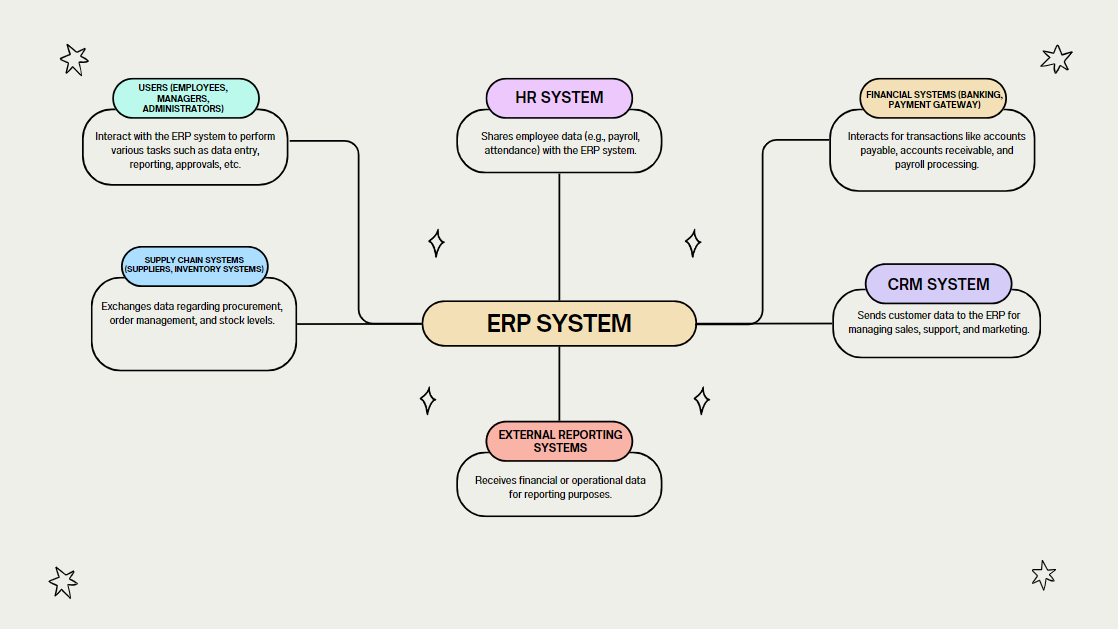 USERS (EMPLOYEES,
MANAGERS,
ADMINISTRATORS)
Interact with the ERP system to perform
various tasks such as data entry,
reporting, approvals, etc.
HR SYSTEM
Shares employee data (e.g., payroll,
attendance) with the ERP system.
FINANCIAL SYSTEMS (BANKING,
PAYMENT GATEWAY)
Interacts for transactions like accounts
payable, accounts receivable, and
payroll processing.
SUPPLY CHAIN SYSTEMS
(SUPPLIERS, INVENTORY SYSTEMS)
Exchanges data regarding procurement,
order management, and stock levels.
ERP SYSTEM
CRM SYSTEM
Sends customer data to the ERP for
managing sales, support, and marketing.
EXTERNAL REPORTING
SYSTEMS
Receives financial or operational data
for reporting purposes.